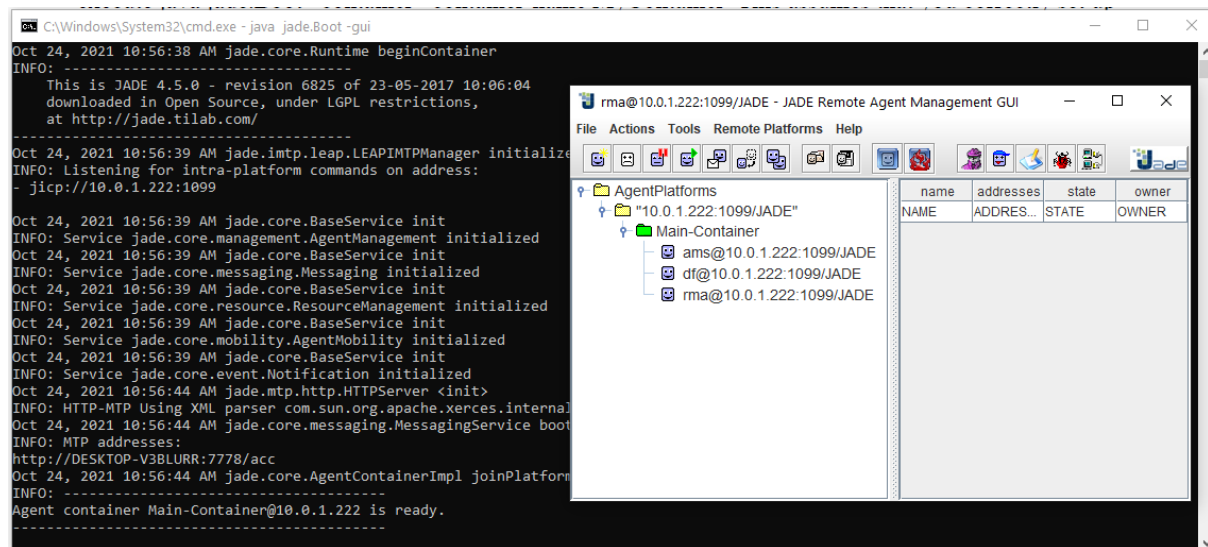 C:\Windows\System32\cmd.exe - java jade.Boot -gui
Oct 24, 2021 10:56:38 AM jade.core.Runtime beginContainer
INFO: ----------------------------------
This is JADE 4.5.0 - revision 6825 of 23-05-2017 10:06:04
downloaded in Open Source, under LGPL restrictions,
at http://jade.tilab.com/
----------------------------------------
Oct 24, 2021 10:56:39 AM jade.imtp.leap.LEAPIMTPManager initialize
INFO: Listening for intra-platform commands on address:
- jicp://10.0.1.222:1099
Oct 24, 2021 10:56:39 AM jade.core.BaseService init
INFO: Service jade.core.management.AgentManagement initialized
Oct 24, 2021 10:56:39 AM jade.core.BaseService init
INFO: Service jade.core.messaging.Messaging initialized
Oct 24, 2021 10:56:39 AM jade.core.BaseService init
INFO: Service jade.core.resource.ResourceManagement initialized
Oct 24, 2021 10:56:39 AM jade.core.BaseService init
INFO: Service jade.core.mobility.AgentMobility initialized
Oct 24, 2021 10:56:39 AM jade.core.BaseService init
INFO: Service jade.core.event.Notification initialized
Oct 24, 2021 10:56:44 AM jade.mtp.http.HTTPServer <init>
INFO: HTTP-MTP Using XML parser com.sun.org.apache.xerces.internal
Oct 24, 2021 10:56:44 AM jade.core.messaging.MessagingService boot
INFO: MTP addresses:
http://DESKTOP-V3BLURR:7778/acc
Oct 24, 2021 10:56:44 AM jade.core.AgentContainerImpl joinPlatform
INFO: --------------------------------------
Agent container Main-Container@10.0.1.222 is ready.
--------------------------------------------
rma@10.0.1.222:1099/JADE - JADE Remote Agent Management GUI
File Actions Tools Remote Platforms Help
Jade
AgentPlatforms
"10.0.1.222:1099/JADE"
Main-Container
ams@10.0.1.222:1099/JADE
df@10.0.1.222:1099/JADE
rma@10.0.1.222:1099/JADE
name addresses state owner
NAME ADDRES... STATE OWNER